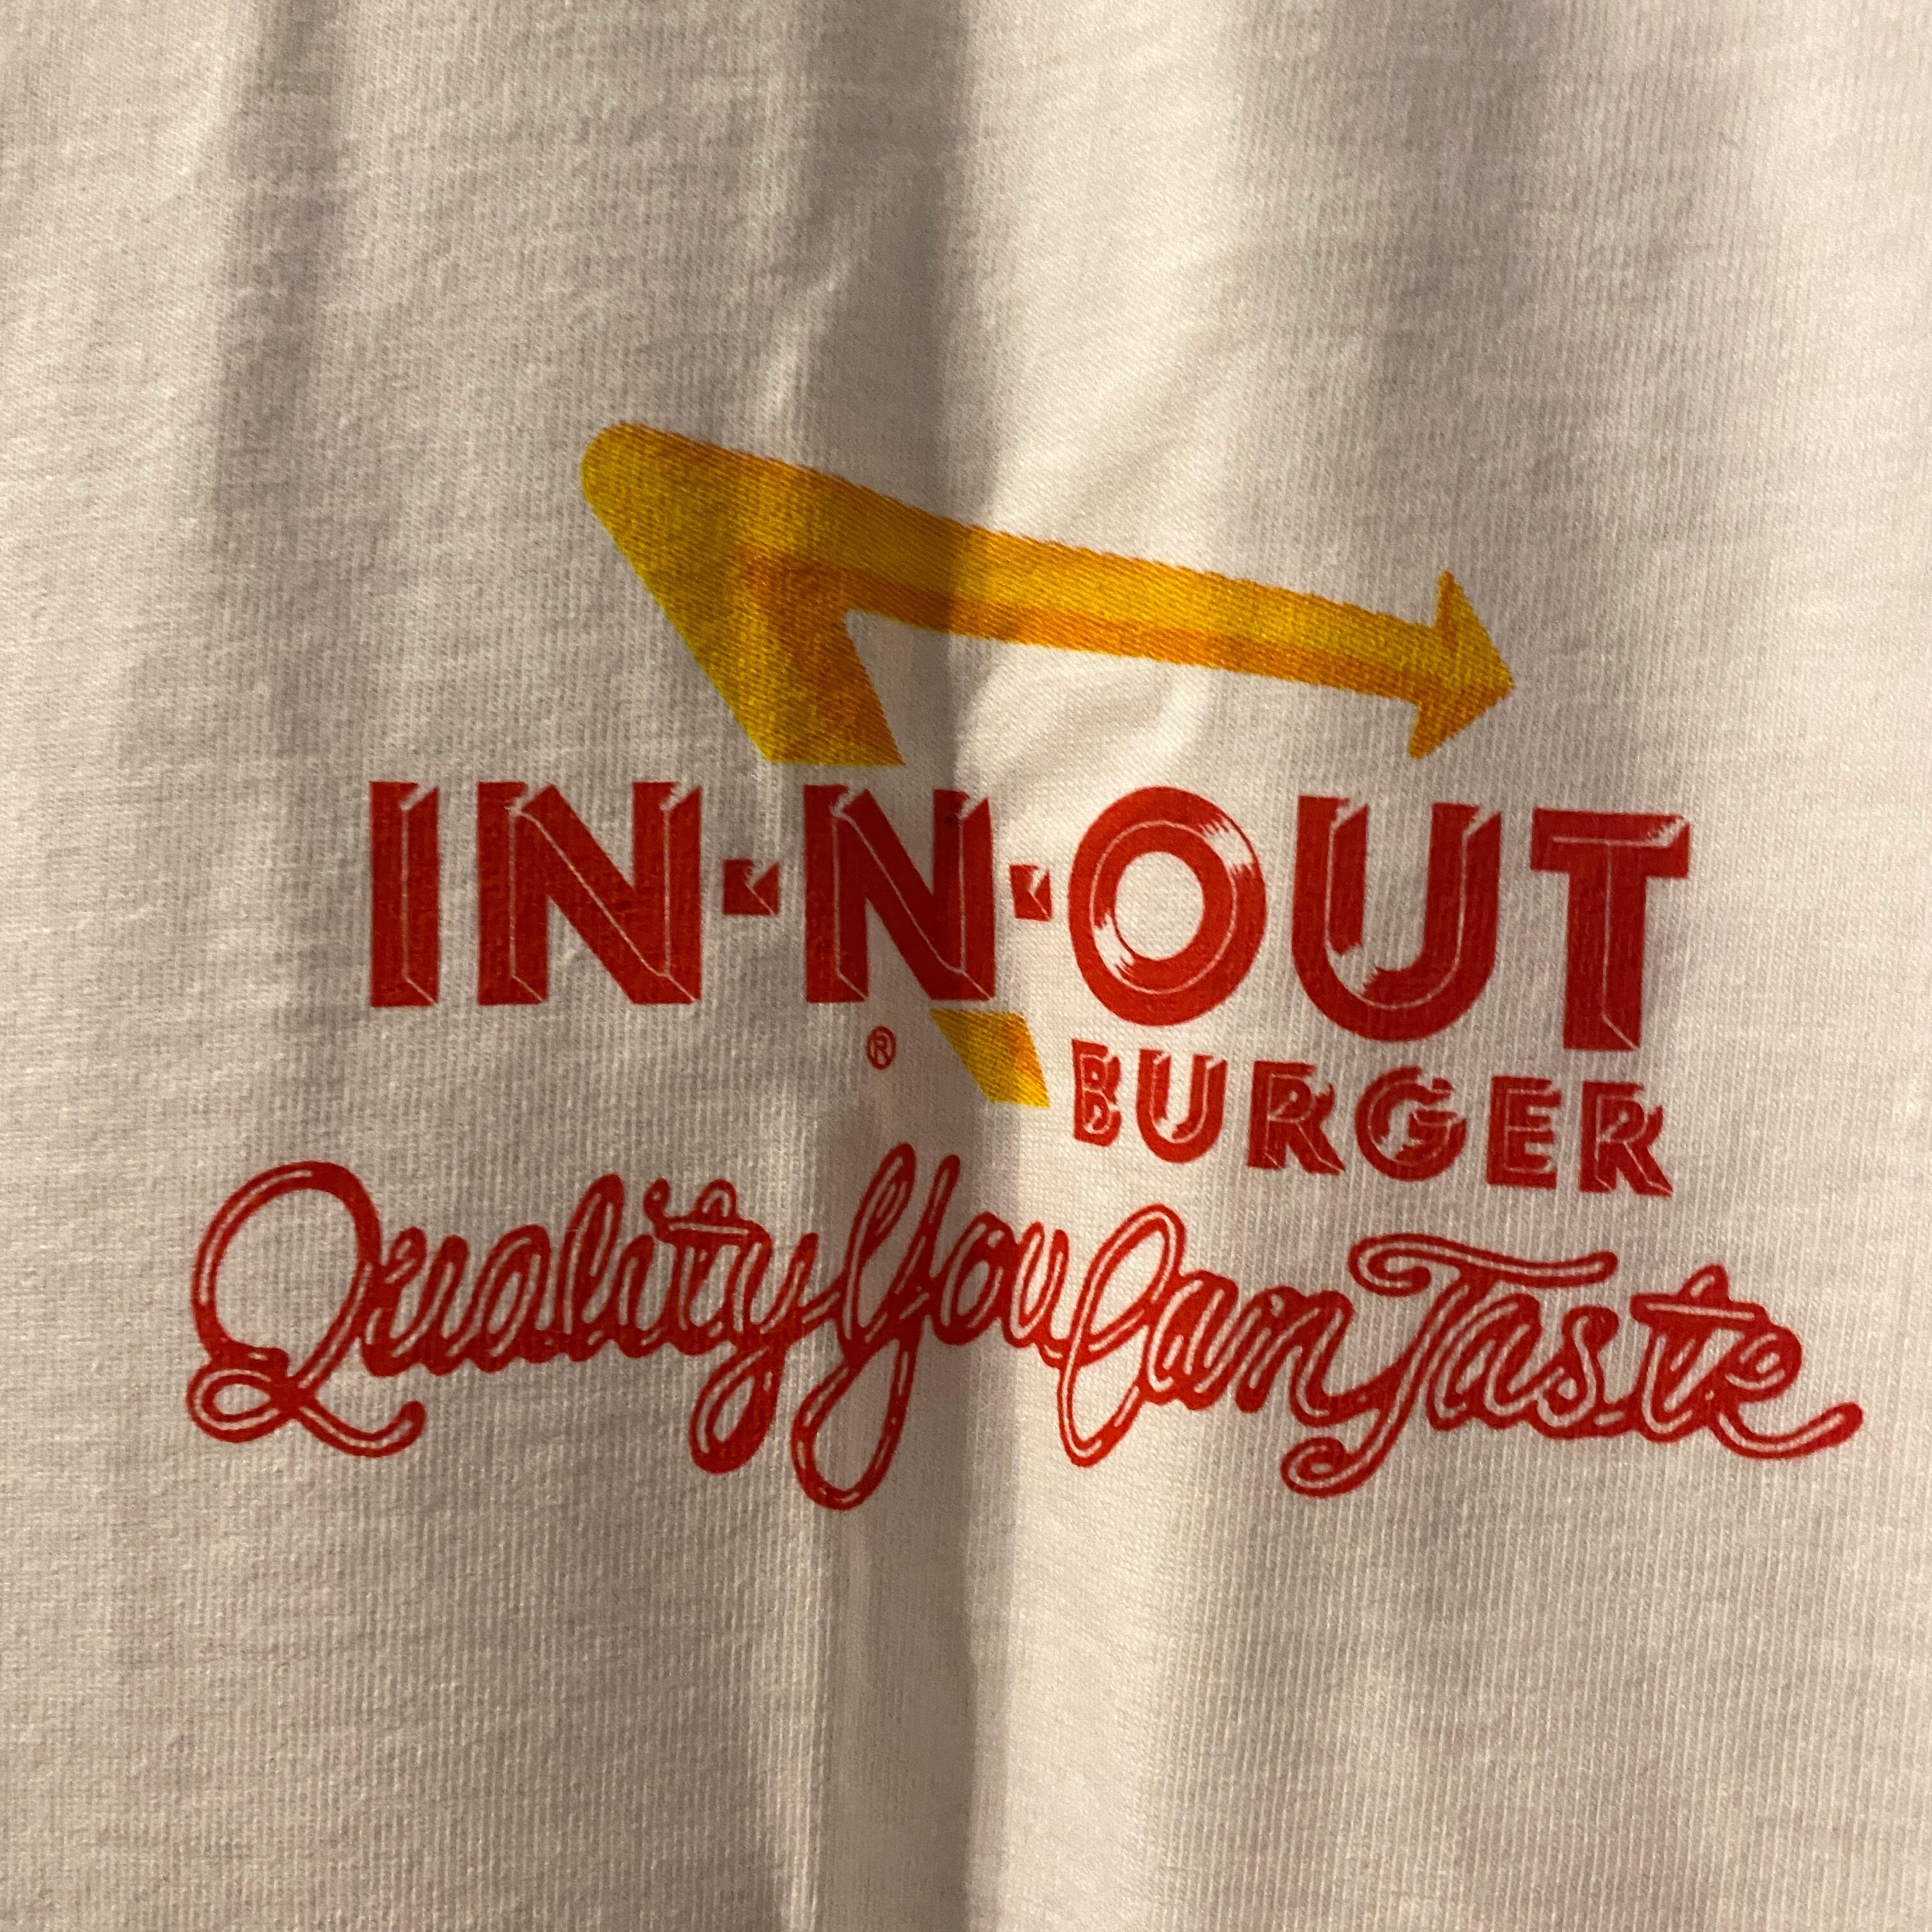 IN-N-OUT
®
BURGER
Quality You Can Taste